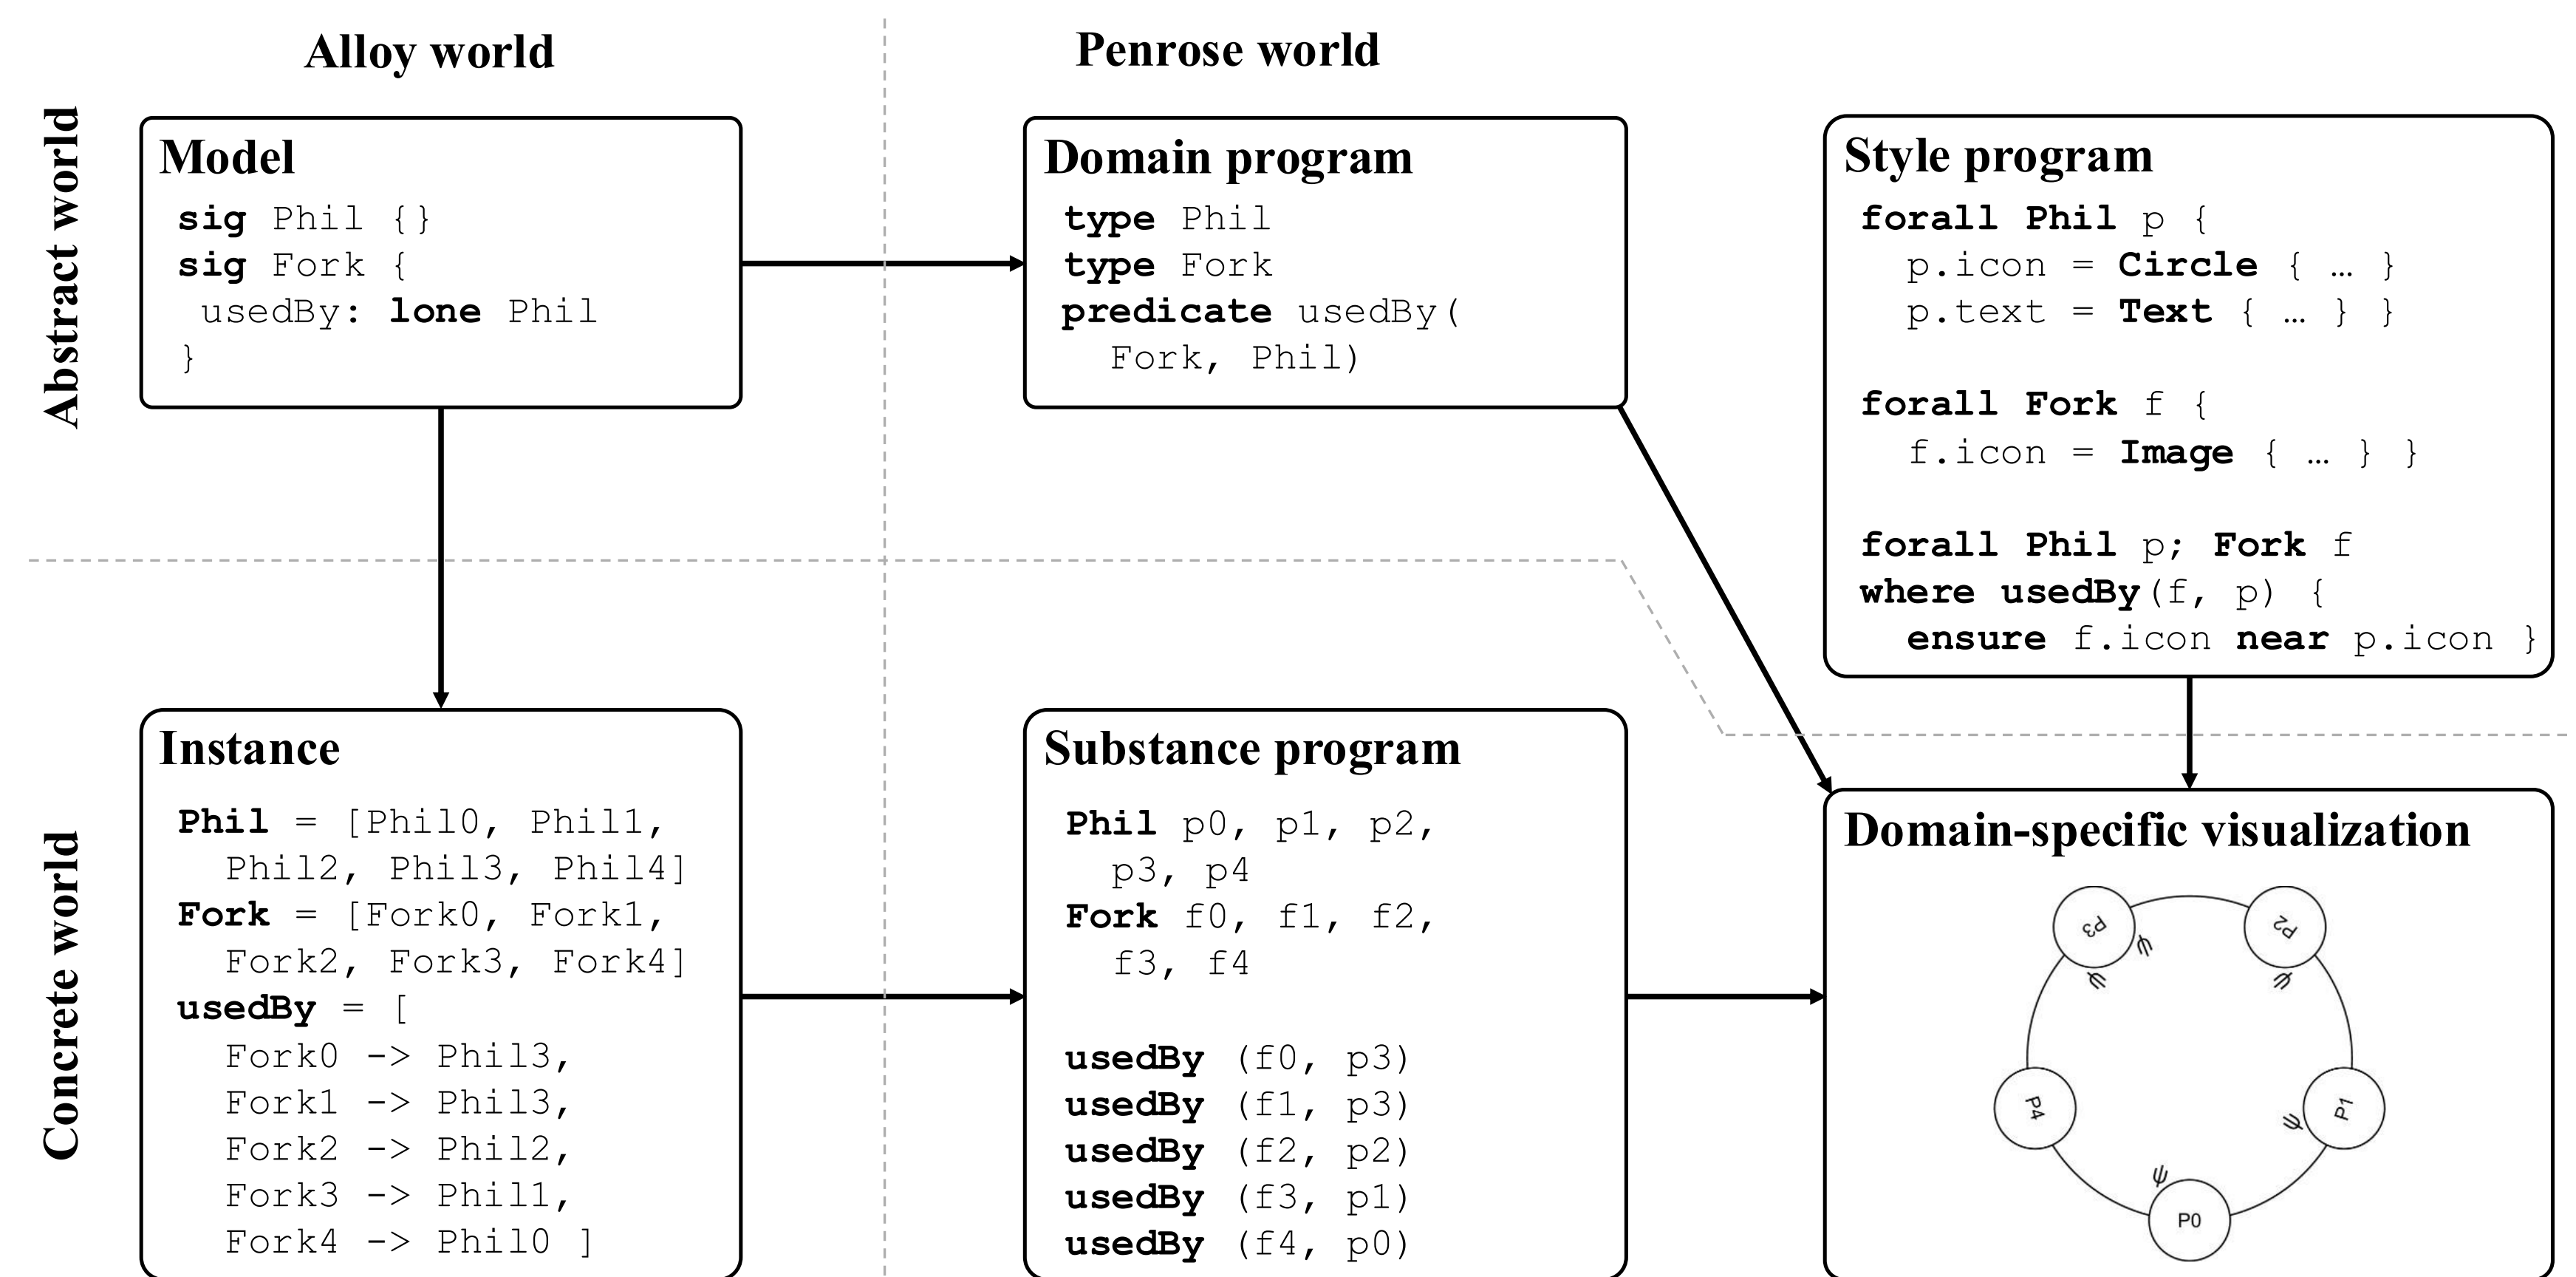 Alloy world
Penrose world
Abstract world
Model
sig Phil {}
sig Fork {
usedBy: lone Phil
}
Domain program
type Phil
type Fork
predicate usedBy(
Fork, Phil)
Style program
forall Phil p {
p.icon = Circle { … }
p.text = Text { … } }
forall Fork f {
f.icon = Image { … } }
forall Phil p; Fork f
where usedBy(f, p) {
ensure f.icon near p.icon }
Concrete world
Instance
Phil = [Phil0, Phil1,
Phil2, Phil3, Phil4]
Fork = [Fork0, Fork1,
Fork2, Fork3, Fork4]
usedBy = [
Fork0 -> Phil3,
Fork1 -> Phil3,
Fork2 -> Phil2,
Fork3 -> Phil1,
Fork4 -> Phil0 ]
Substance program
Phil p0, p1, p2,
p3, p4
Fork f0, f1, f2,
f3, f4
usedBy (f0, p3)
usedBy (f1, p3)
usedBy (f2, p2)
usedBy (f3, p1)
usedBy (f4, p0)
Domain-specific visualization
P3
P2
P4
P1
P0